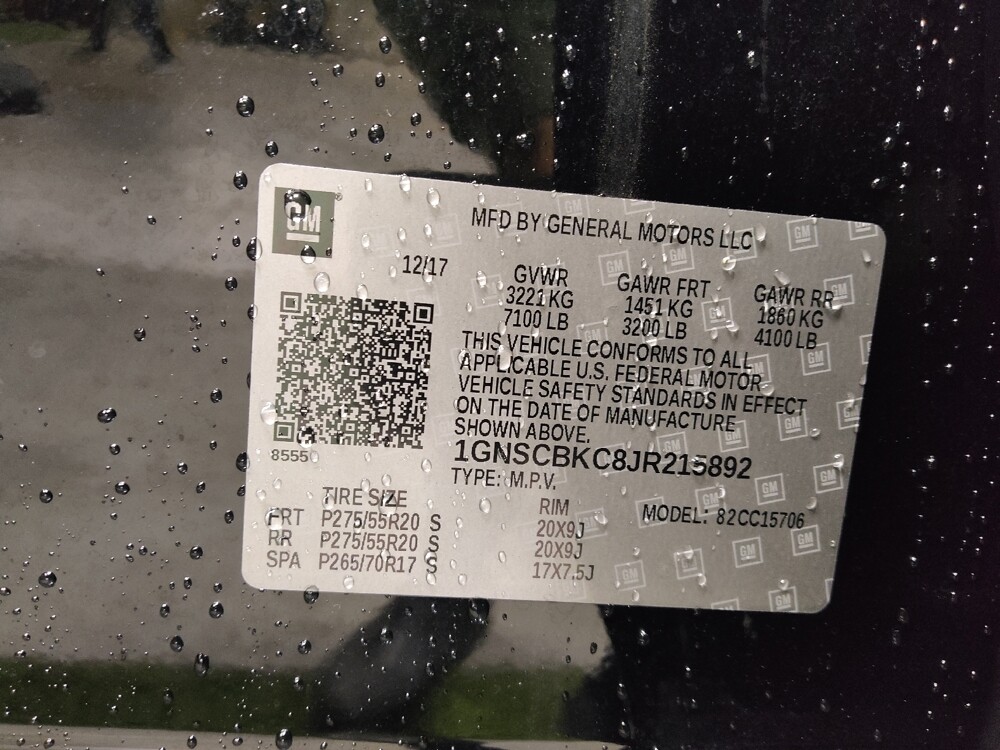 GM
MFD BY GENERAL MOTORS LLC
12/17
GVWR GAWR FRT GAWR RR
3221 KG 1451 KG 1860 KG
7100 LB 3200 LB 4100 LB
THIS VEHICLE CONFORMS TO ALL
APPLICABLE U.S. FEDERAL MOTOR
VEHICLE SAFETY STANDARDS IN EFFECT
ON THE DATE OF MANUFACTURE
SHOWN ABOVE.
8555
1GNSCBKC8JR215892
TYPE: M.P.V.
TIRE SIZE RIM MODEL: 82CC15706
FRT P275/55R20 S 20X9J
RR P275/55R20 S 20X9J
SPA P265/70R17 S 17X7.5J